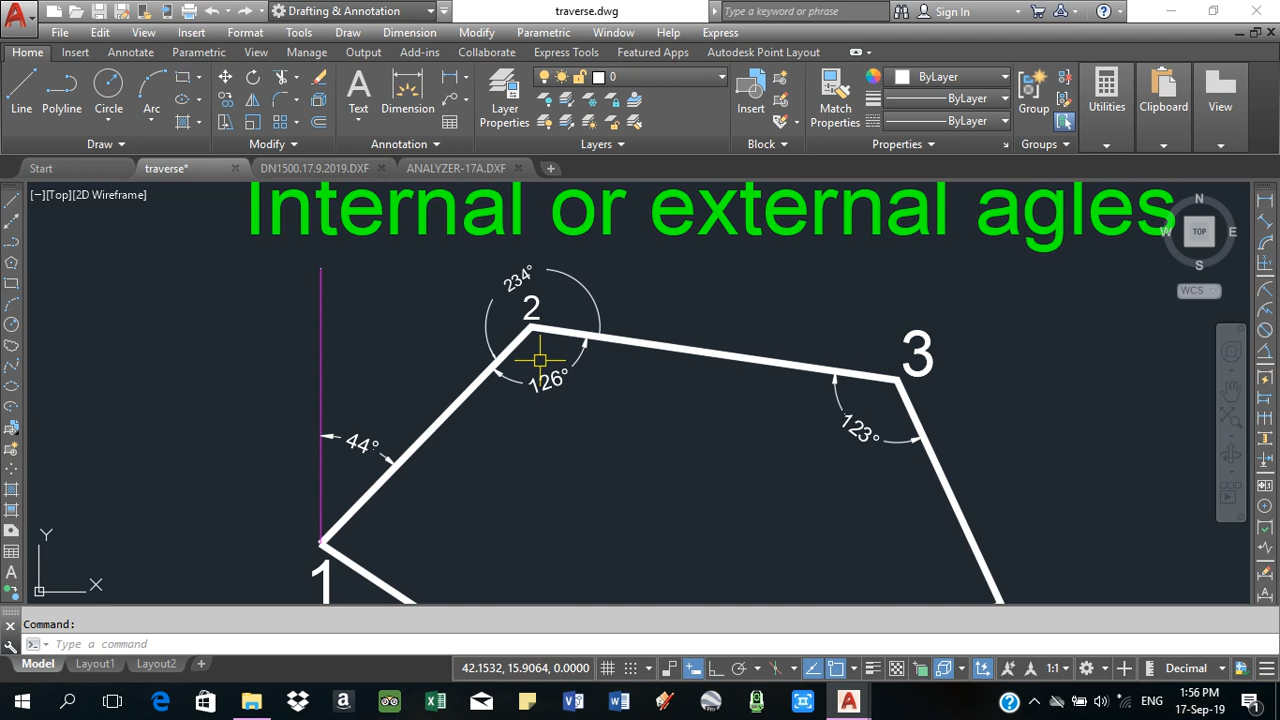 Drafting & Annotation
traverse.dwg
Type a keyword or phrase
Sign In
File Edit View Insert Format Tools Draw Dimension Modify Parametric Window Help Express
Home Insert Annotate Parametric View Manage Output Add-ins Collaborate Express Tools Featured Apps Autodesk Point Layout
Line Polyline Circle Arc
Draw
Modify
Text Dimension
Annotation
Layer Properties
0
Layers
Insert
Block
Match Properties
ByLayer
ByLayer
ByLayer
Properties
Group
Groups
Utilities
Clipboard
View
Start traverse* DN1500.17.9.2019.DXF ANALYZER-17A.DXF
[−][Top][2D Wireframe]
Internal or external agles
N
W TOP E
S
WCS
234°
2
126°
3
123°
44°
1
Y
X
Command:
Type a command
Model Layout1 Layout2 +
42.1532, 15.9064, 0.0000
1:1
Decimal
ENG
1:56 PM
17-Sep-19